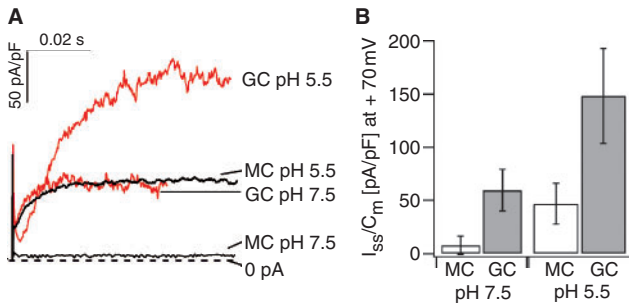 A
0.02 s
50 pA/pF
GC pH 5.5
MC pH 5.5
GC pH 7.5
MC pH 7.5
0 pA
B
I_ss/C_m [pA/pF] at + 70 mV
200
150
100
50
0
MC GC MC GC
pH 7.5 pH 5.5